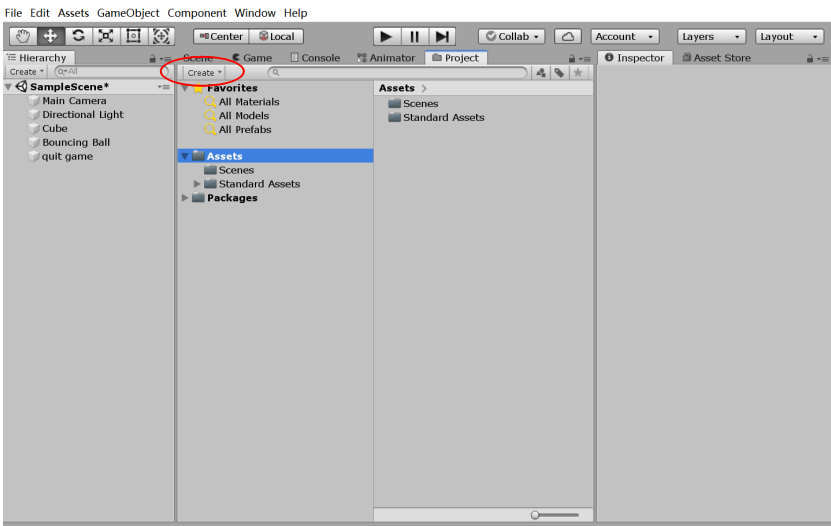 File Edit Assets GameObject Component Window Help
Center Local Collab Account Layers Layout
Hierarchy Scene Game Console Animator Project Inspector Asset Store
Create All Create
SampleScene* Favorites Assets
Main Camera All Materials Scenes
Directional Light All Models Standard Assets
Cube All Prefabs
Bouncing Ball
quit game Assets
Scenes
Standard Assets
Packages